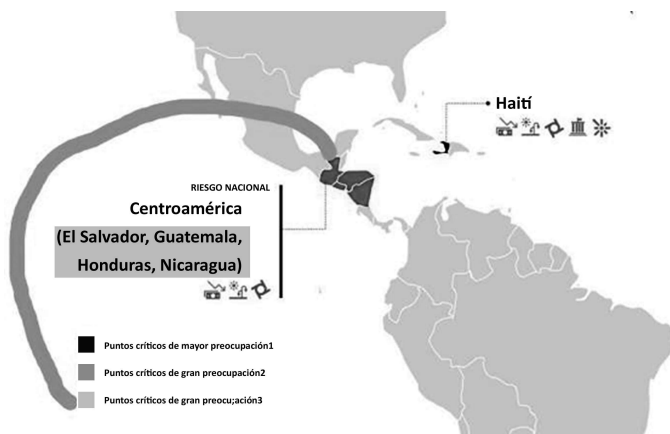 Haití
RIESGO NACIONAL
Centroamérica
(El Salvador, Guatemala,
Honduras, Nicaragua)
Puntos críticos de mayor preocupación1
Puntos críticos de gran preocupación2
Puntos críticos de gran preocu;ación3